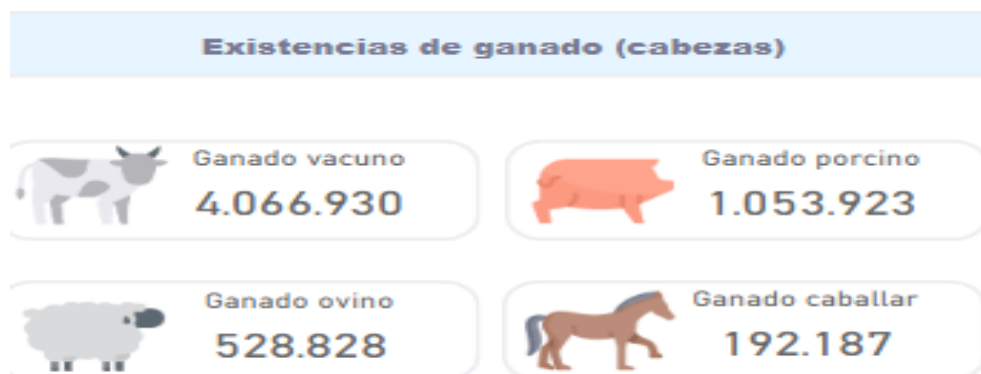 Existencias de ganado (cabezas)
Ganado vacuno
4.066.930
Ganado porcino
1.053.923
Ganado ovino
528.828
Ganado caballar
192.187